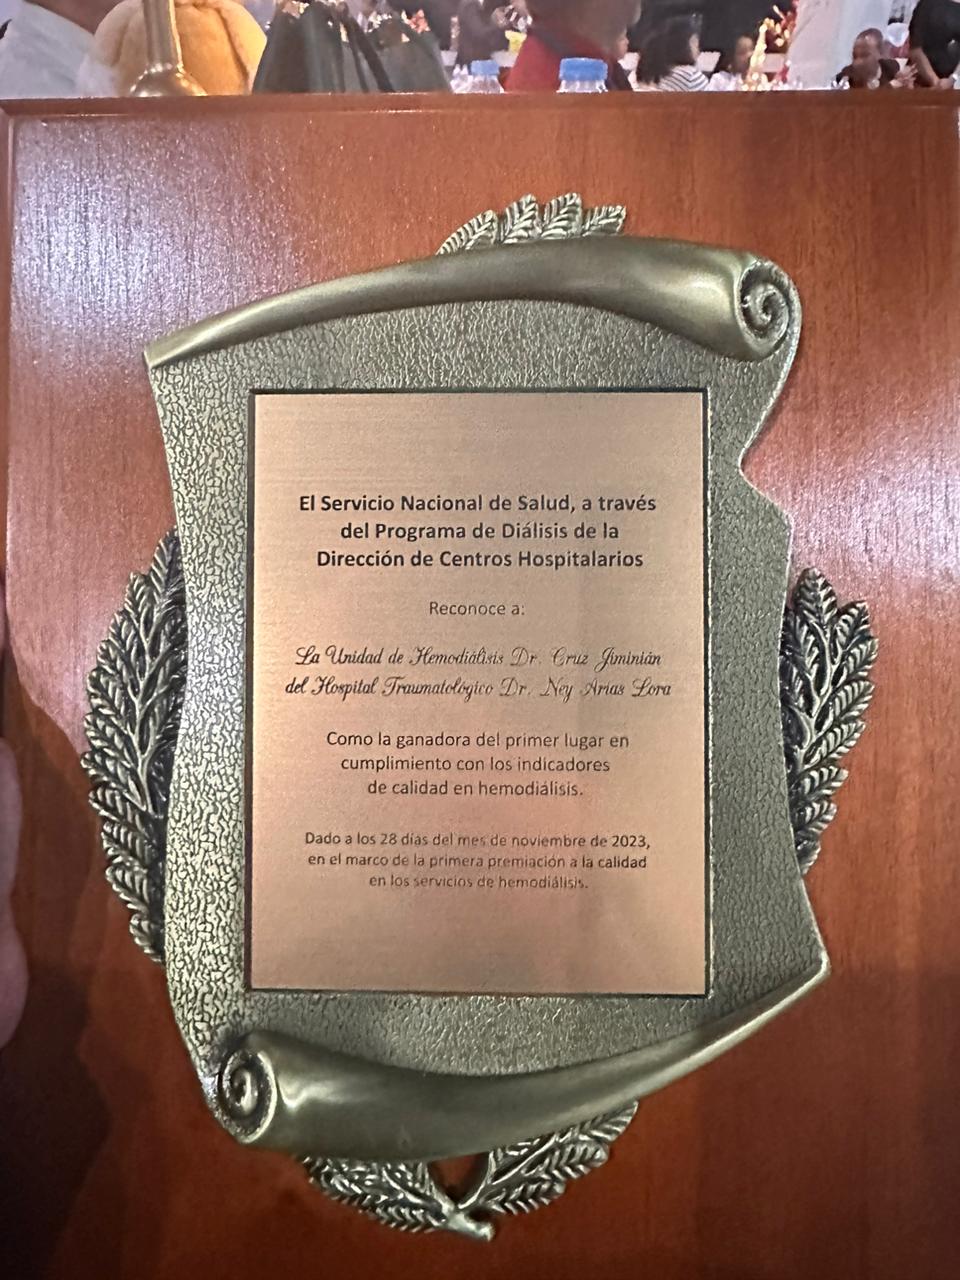 El Servicio Nacional de Salud, a través
del Programa de Diálisis de la
Dirección de Centros Hospitalarios
Reconoce a:
La Unidad de Hemodiálisis Dr. Cruz Jiminián
del Hospital Traumatológico Dr. Ney Arias Lora
Como la ganadora del primer lugar en
cumplimiento con los indicadores
de calidad en hemodiálisis.
Dado a los 28 días del mes de noviembre de 2023,
en el marco de la primera premiación a la calidad
en los servicios de hemodiálisis.